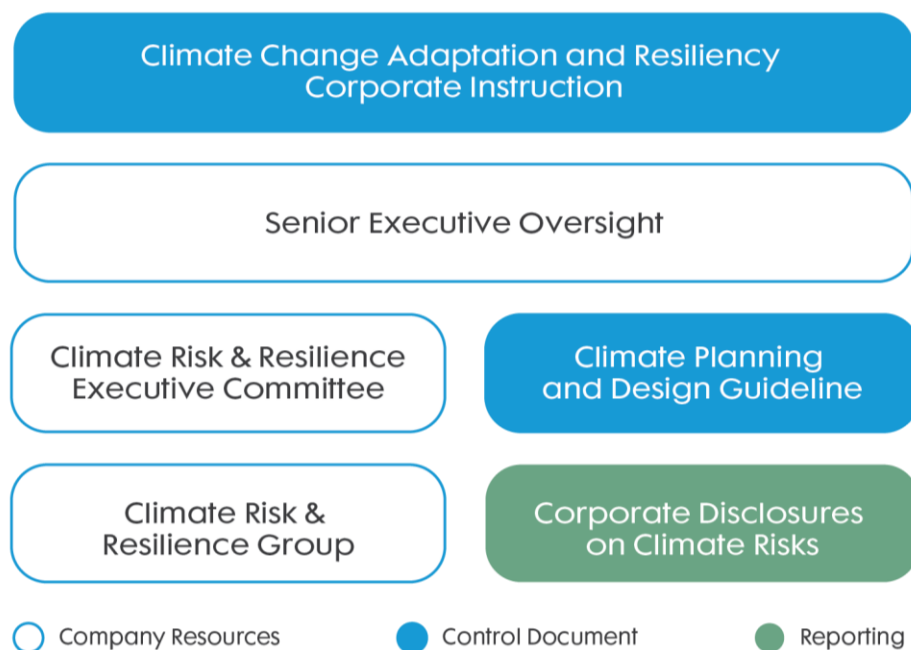 Climate Change Adaptation and Resiliency
Corporate Instruction
Senior Executive Oversight
Climate Risk & Resilience
Executive Committee
Climate Planning
and Design Guideline
Climate Risk &
Resilience Group
Corporate Disclosures
on Climate Risks
Company Resources
Control Document
Reporting